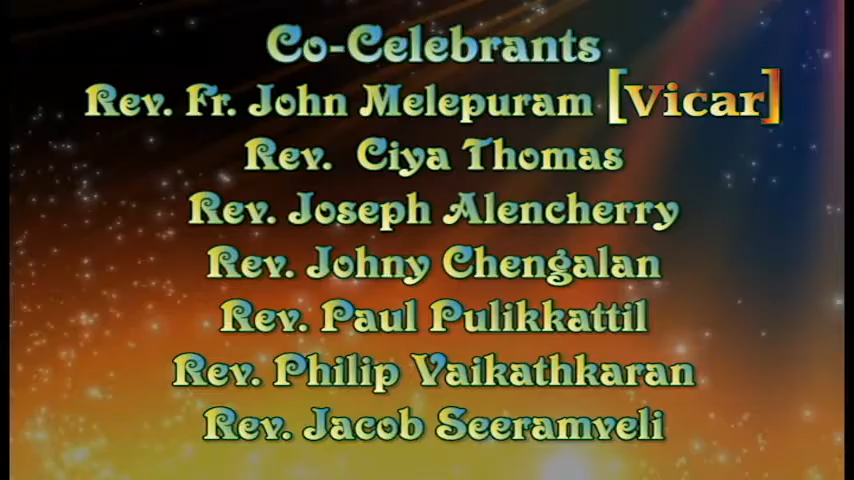 Co-Celebrants
Rev. Fr. John Melepuram [Vicar]
Rev. Ciya Thomas
Rev. Joseph Alencherry
Rev. Johny Chengalan
Rev. Paul Pulikkattil
Rev. Philip Vaikathkaran
Rev. Jacob Seeramveli